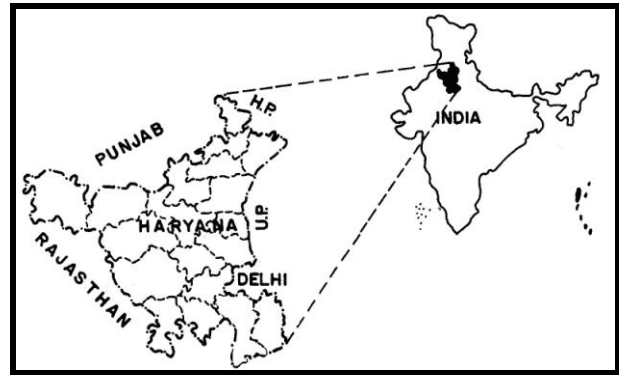 H.P.
PUNJAB
INDIA
HARYANA
U.P.
RAJASTHAN
DELHI